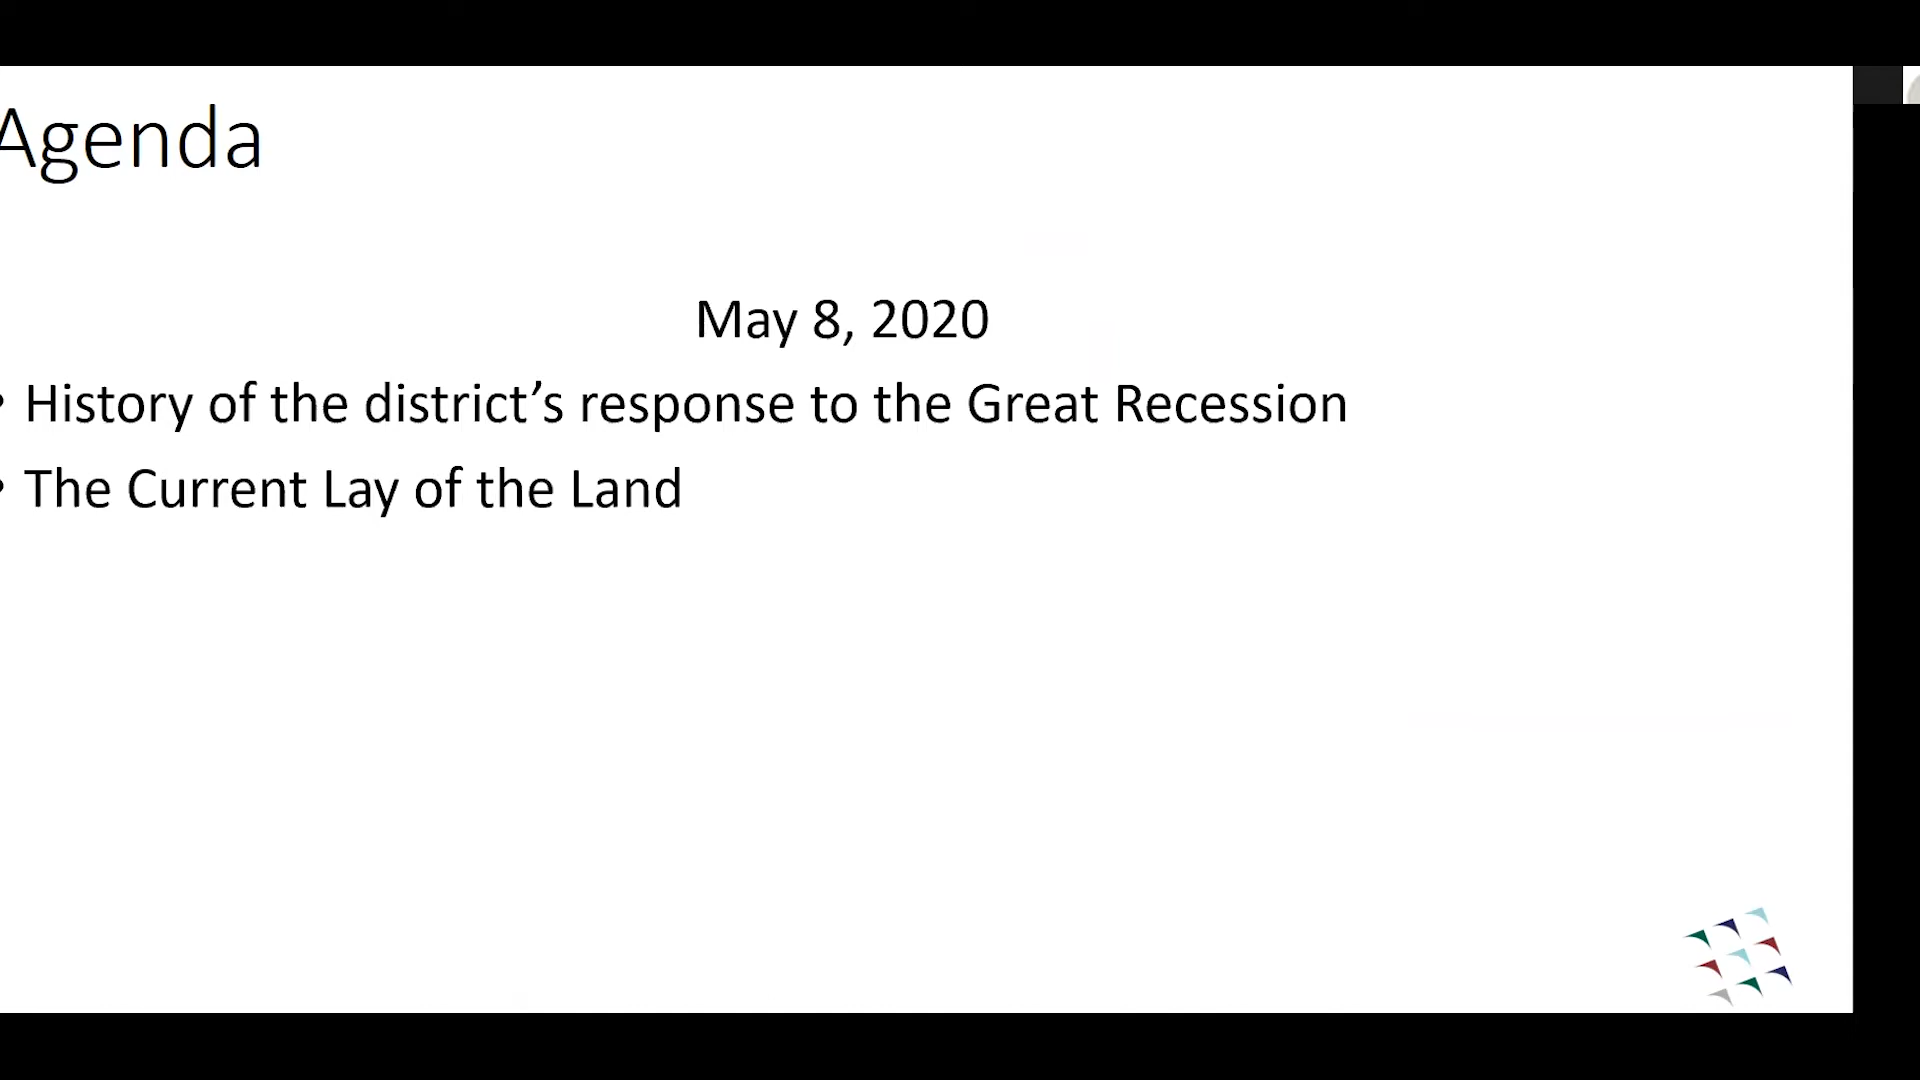 Agenda
May 8, 2020
• History of the district’s response to the Great Recession
• The Current Lay of the Land